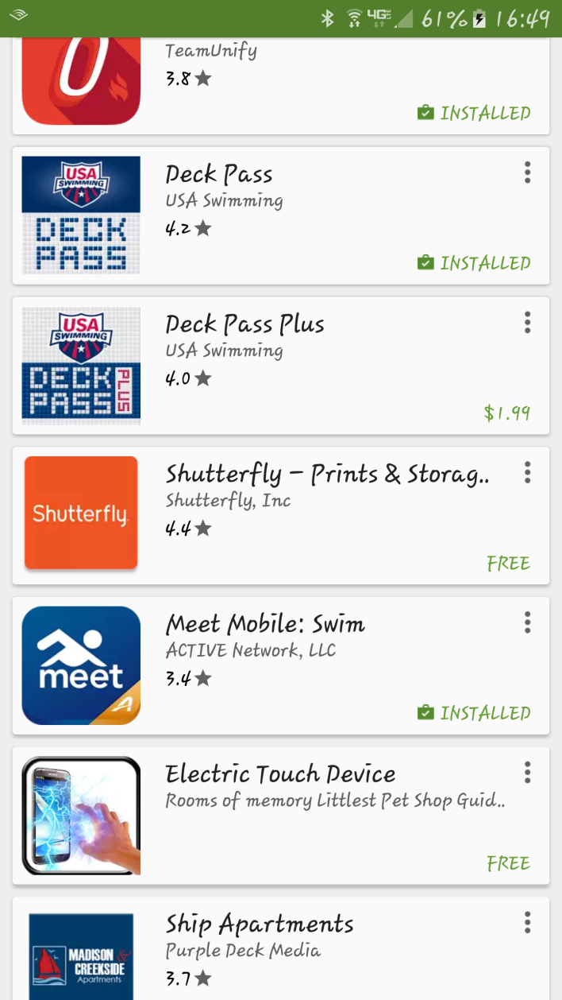 4G LTE 61% 16:49
TeamUnify
3.8
INSTALLED
USA
SWIMMING
DECK
PASS
Deck Pass
USA Swimming
4.2
INSTALLED
USA
SWIMMING
DECK
PASS
PLUS
Deck Pass Plus
USA Swimming
4.0
$1.99
Shutterfly
Shutterfly – Prints & Storag..
Shutterfly, Inc
4.4
FREE
meet
A
Meet Mobile: Swim
ACTIVE Network, LLC
3.4
INSTALLED
Electric Touch Device
Rooms of memory Littlest Pet Shop Guid..
FREE
MADISON &
CREEKSIDE
Apartments
Ship Apartments
Purple Deck Media
3.7